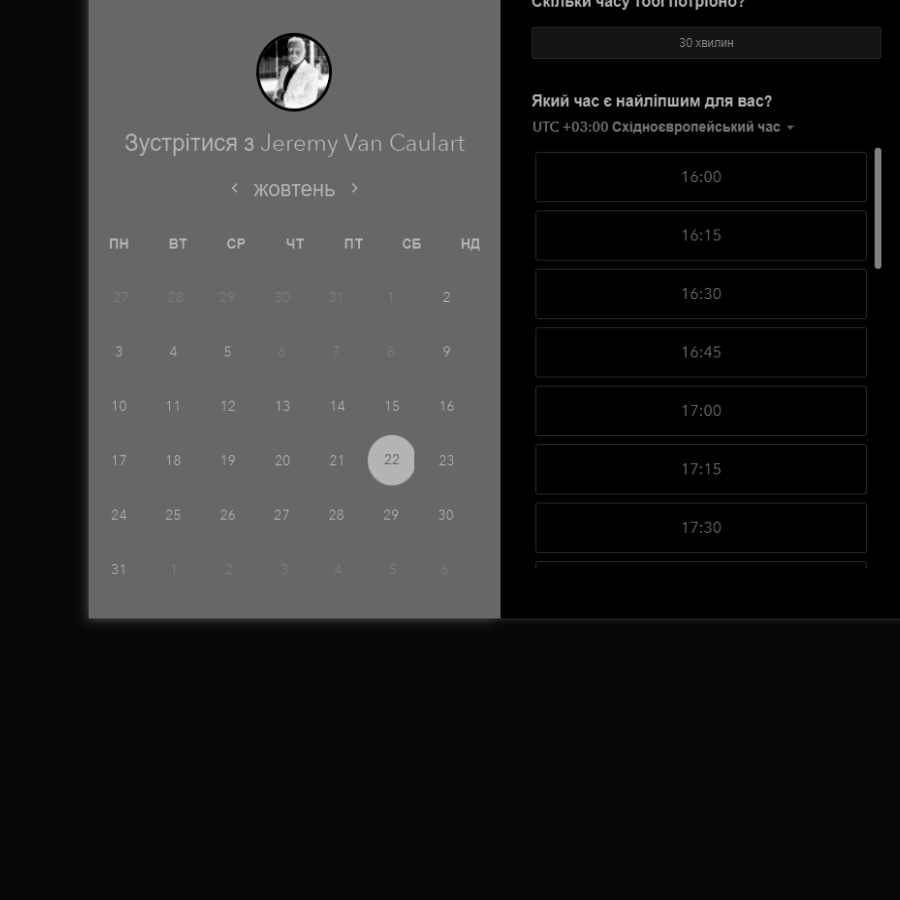 Зустрітися з Jeremy Van Caulart
жовтень
ПН ВТ СР ЧТ ПТ СБ НД
27 28 29 30 31 1 2
3 4 5 6 7 8 9
10 11 12 13 14 15 16
17 18 19 20 21 22 23
24 25 26 27 28 29 30
31 1 2 3 4 5 6
Скільки часу тобі потрібно?
30 хвилин
Який час є найліпшим для вас?
UTC +03:00 Східноєвропейський час
16:00
16:15
16:30
16:45
17:00
17:15
17:30